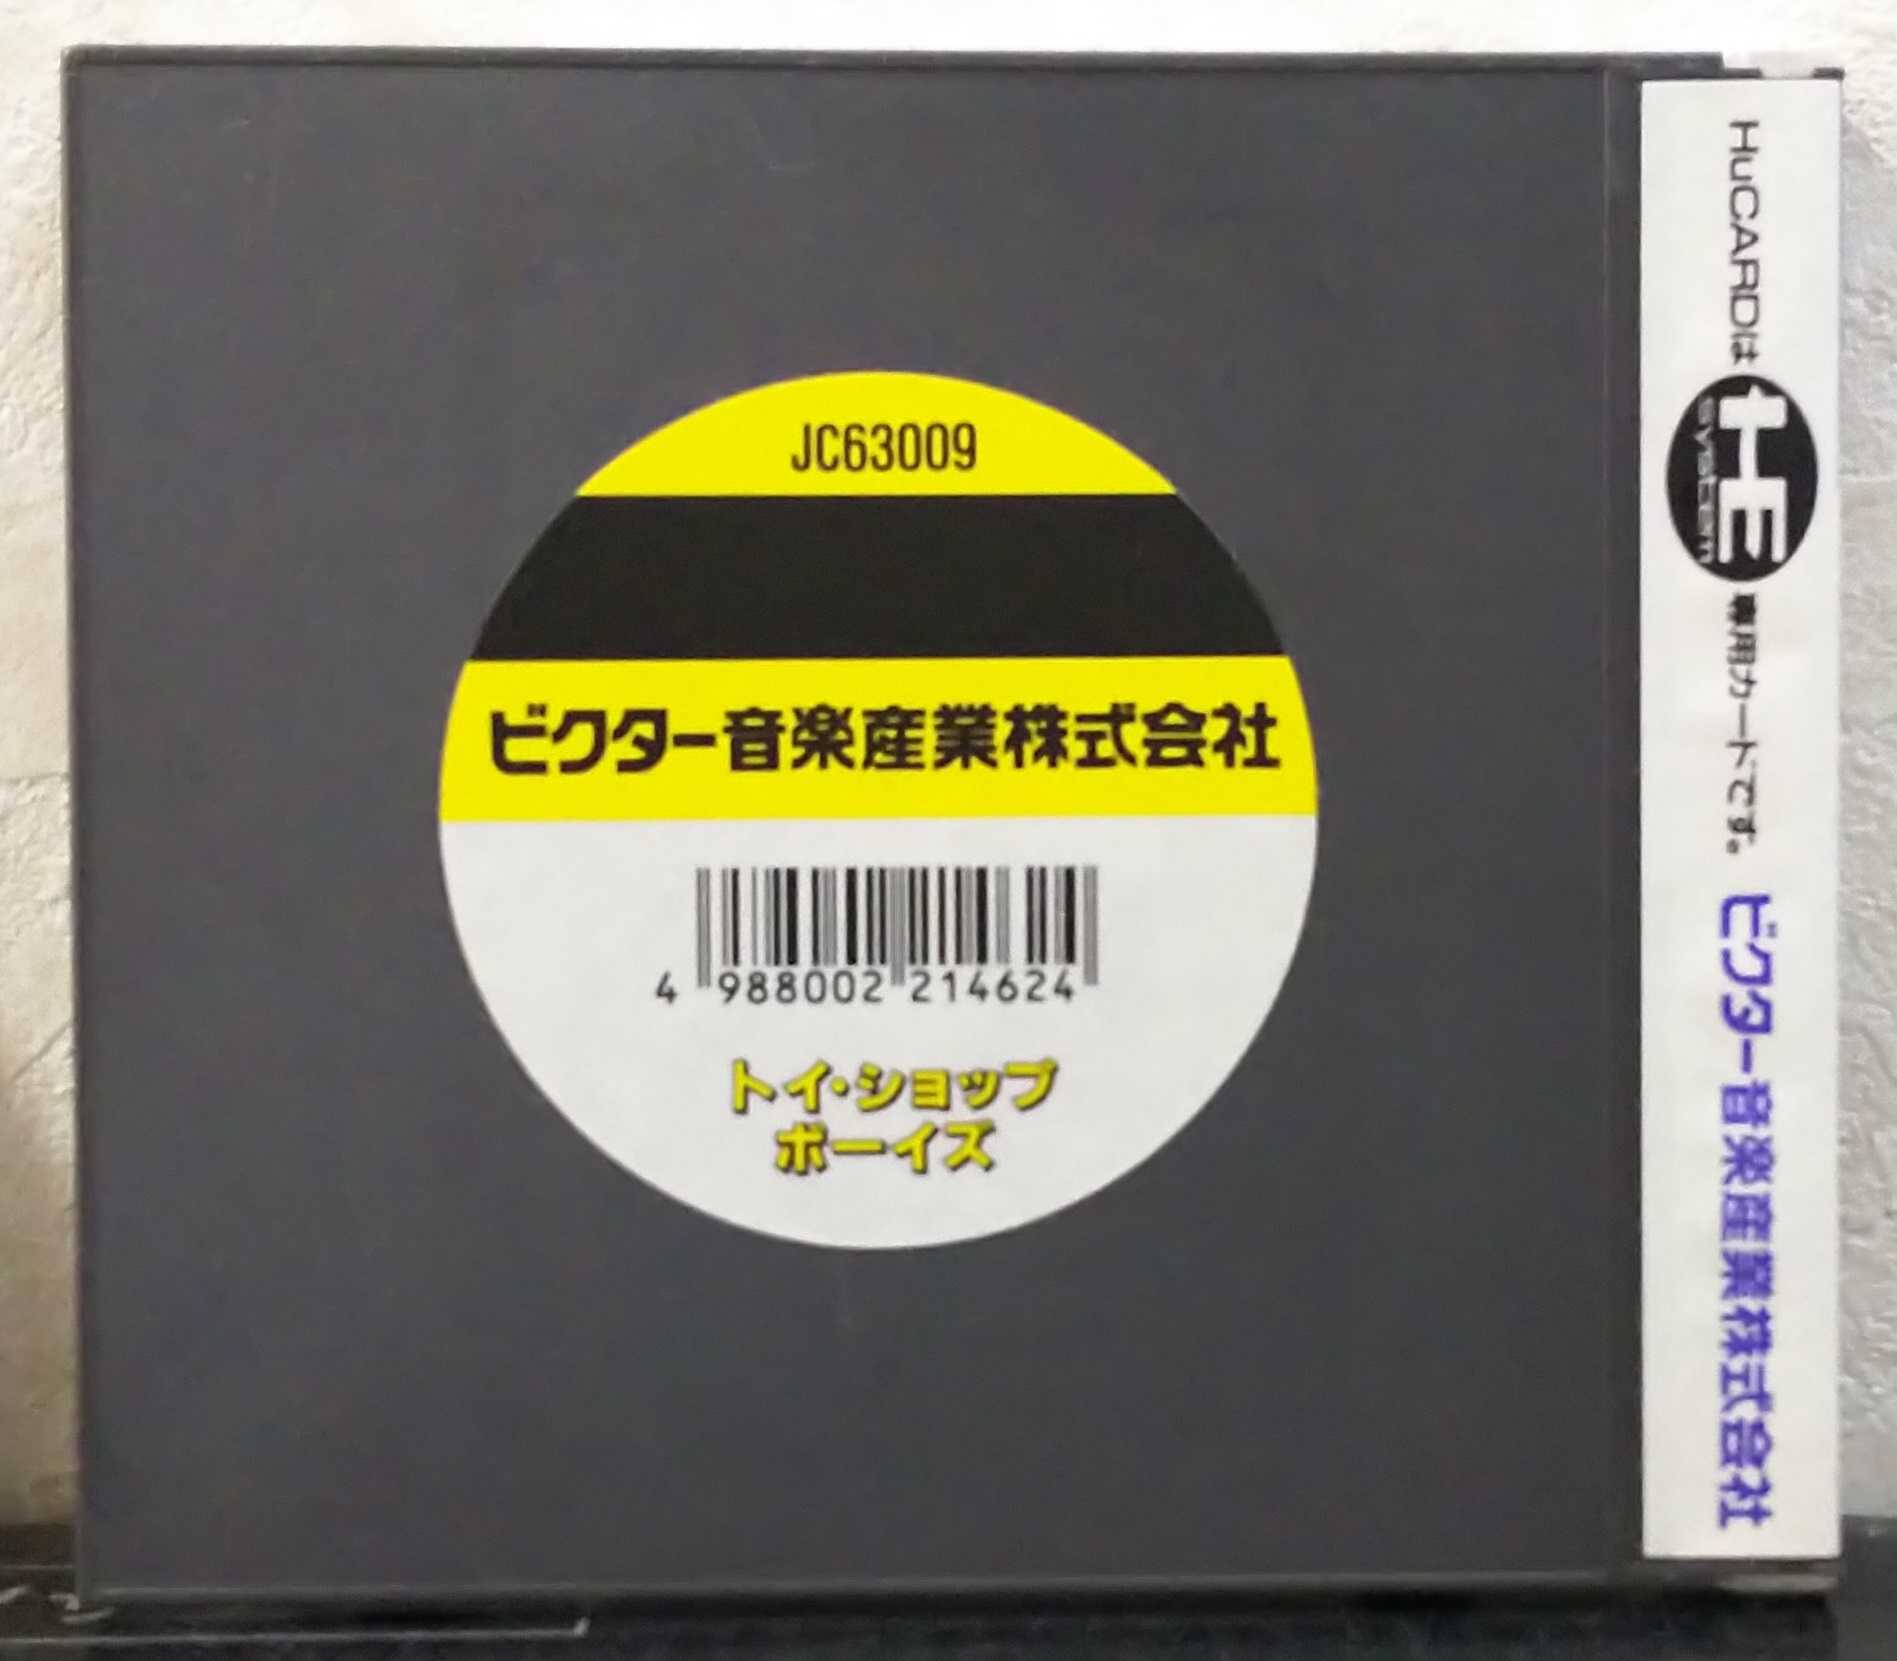 JC63009
ビクター音楽産業株式会社
4 988002 214624
トイ・ショップ
ボーイズ
HuCARDは HE system 専用カードです。 ビクター音楽産業株式会社